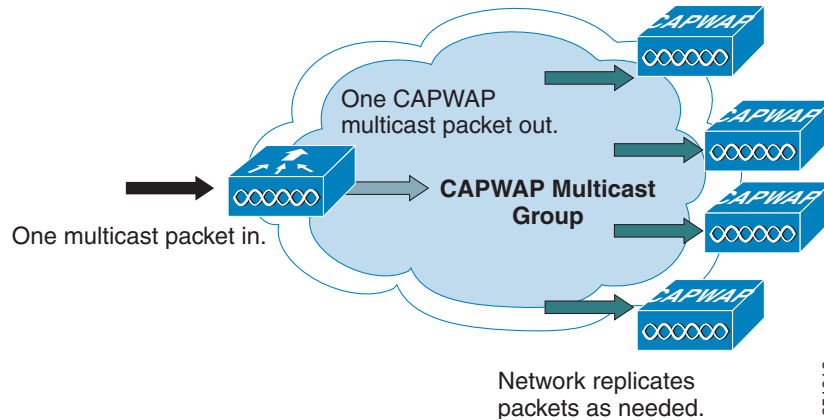 CAPWAP
One CAPWAP
multicast packet out.
CAPWAP
CAPWAP Multicast
Group
CAPWAP
One multicast packet in.
CAPWAP
Network replicates
packets as needed.